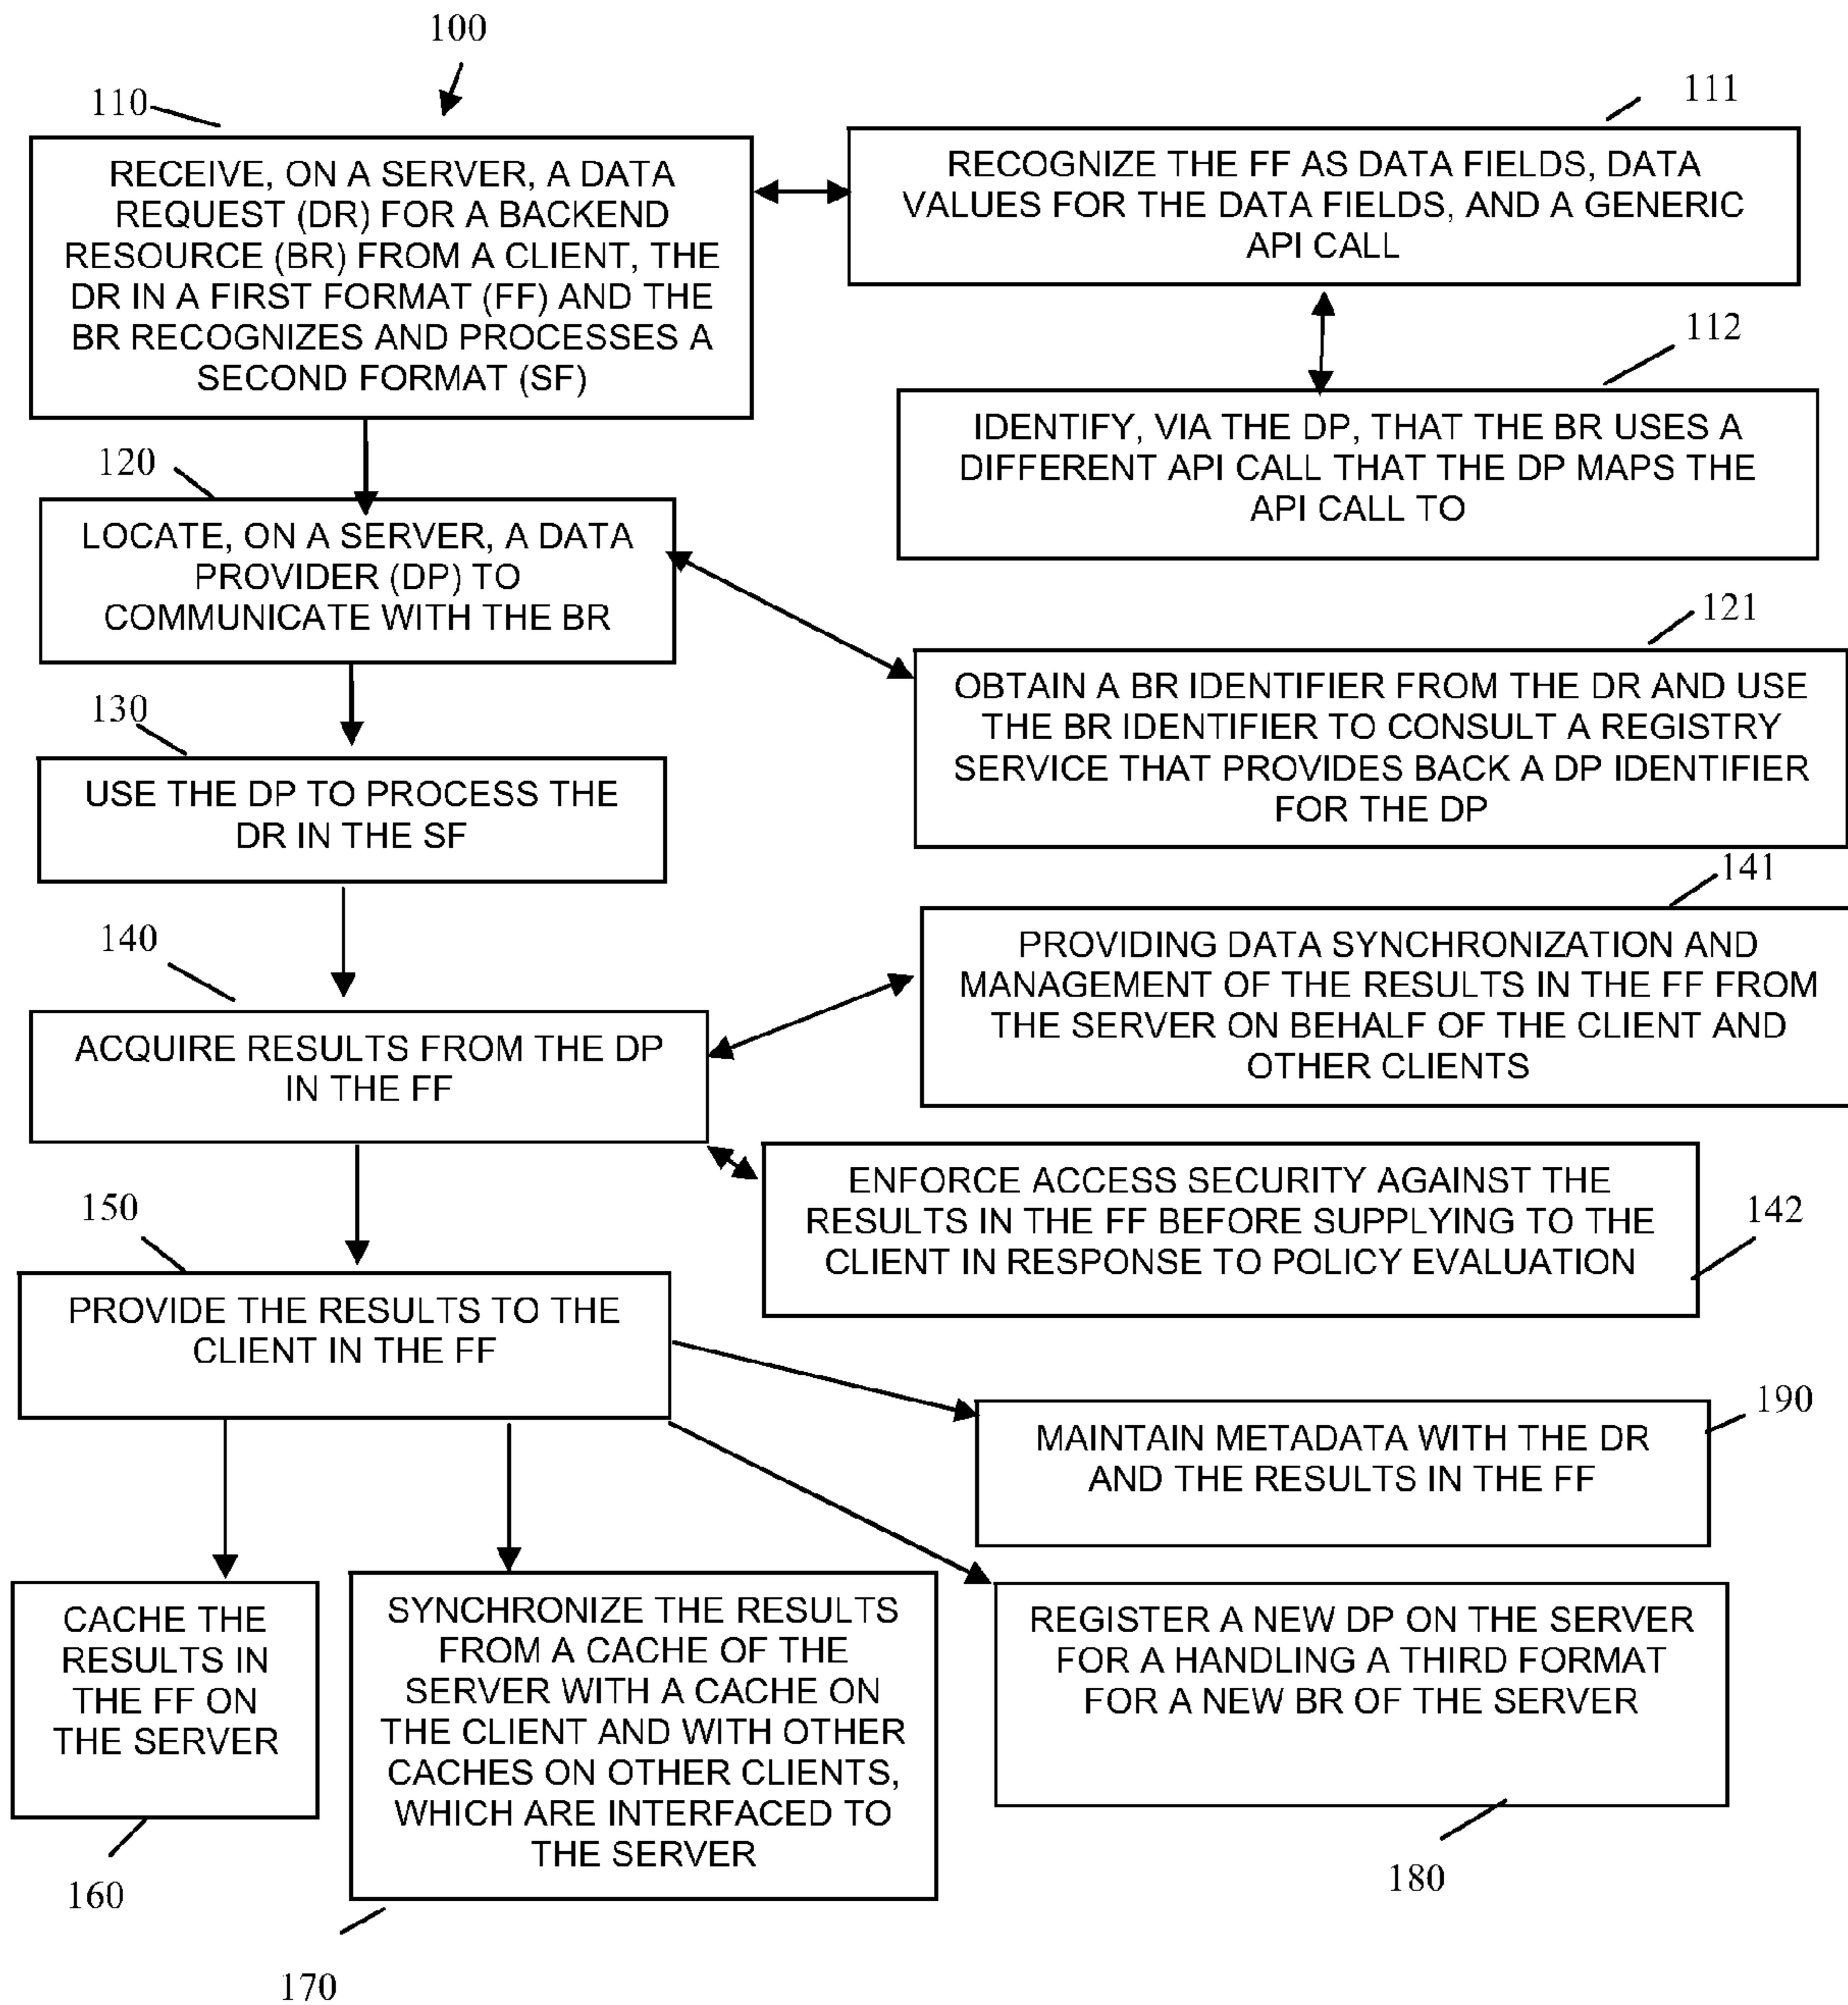 100
110
RECEIVE, ON A SERVER, A DATA
REQUEST (DR) FOR A BACKEND
RESOURCE (BR) FROM A CLIENT, THE
DR IN A FIRST FORMAT (FF) AND THE
BR RECOGNIZES AND PROCESSES A
SECOND FORMAT (SF)
111
RECOGNIZE THE FF AS DATA FIELDS, DATA
VALUES FOR THE DATA FIELDS, AND A GENERIC
API CALL
112
IDENTIFY, VIA THE DP, THAT THE BR USES A
DIFFERENT API CALL THAT THE DP MAPS THE
API CALL TO
120
LOCATE, ON A SERVER, A DATA
PROVIDER (DP) TO
COMMUNICATE WITH THE BR
121
OBTAIN A BR IDENTIFIER FROM THE DR AND USE
THE BR IDENTIFIER TO CONSULT A REGISTRY
SERVICE THAT PROVIDES BACK A DP IDENTIFIER
FOR THE DP
130
USE THE DP TO PROCESS THE
DR IN THE SF
140
ACQUIRE RESULTS FROM THE DP
IN THE FF
141
PROVIDING DATA SYNCHRONIZATION AND
MANAGEMENT OF THE RESULTS IN THE FF FROM
THE SERVER ON BEHALF OF THE CLIENT AND
OTHER CLIENTS
142
ENFORCE ACCESS SECURITY AGAINST THE
RESULTS IN THE FF BEFORE SUPPLYING TO THE
CLIENT IN RESPONSE TO POLICY EVALUATION
150
PROVIDE THE RESULTS TO THE
CLIENT IN THE FF
190
MAINTAIN METADATA WITH THE DR
AND THE RESULTS IN THE FF
CACHE THE
RESULTS IN
THE FF ON
THE SERVER
160
SYNCHRONIZE THE RESULTS
FROM A CACHE OF THE
SERVER WITH A CACHE ON
THE CLIENT AND WITH OTHER
CACHES ON OTHER CLIENTS,
WHICH ARE INTERFACED TO
THE SERVER
170
REGISTER A NEW DP ON THE SERVER
FOR A HANDLING A THIRD FORMAT
FOR A NEW BR OF THE SERVER
180